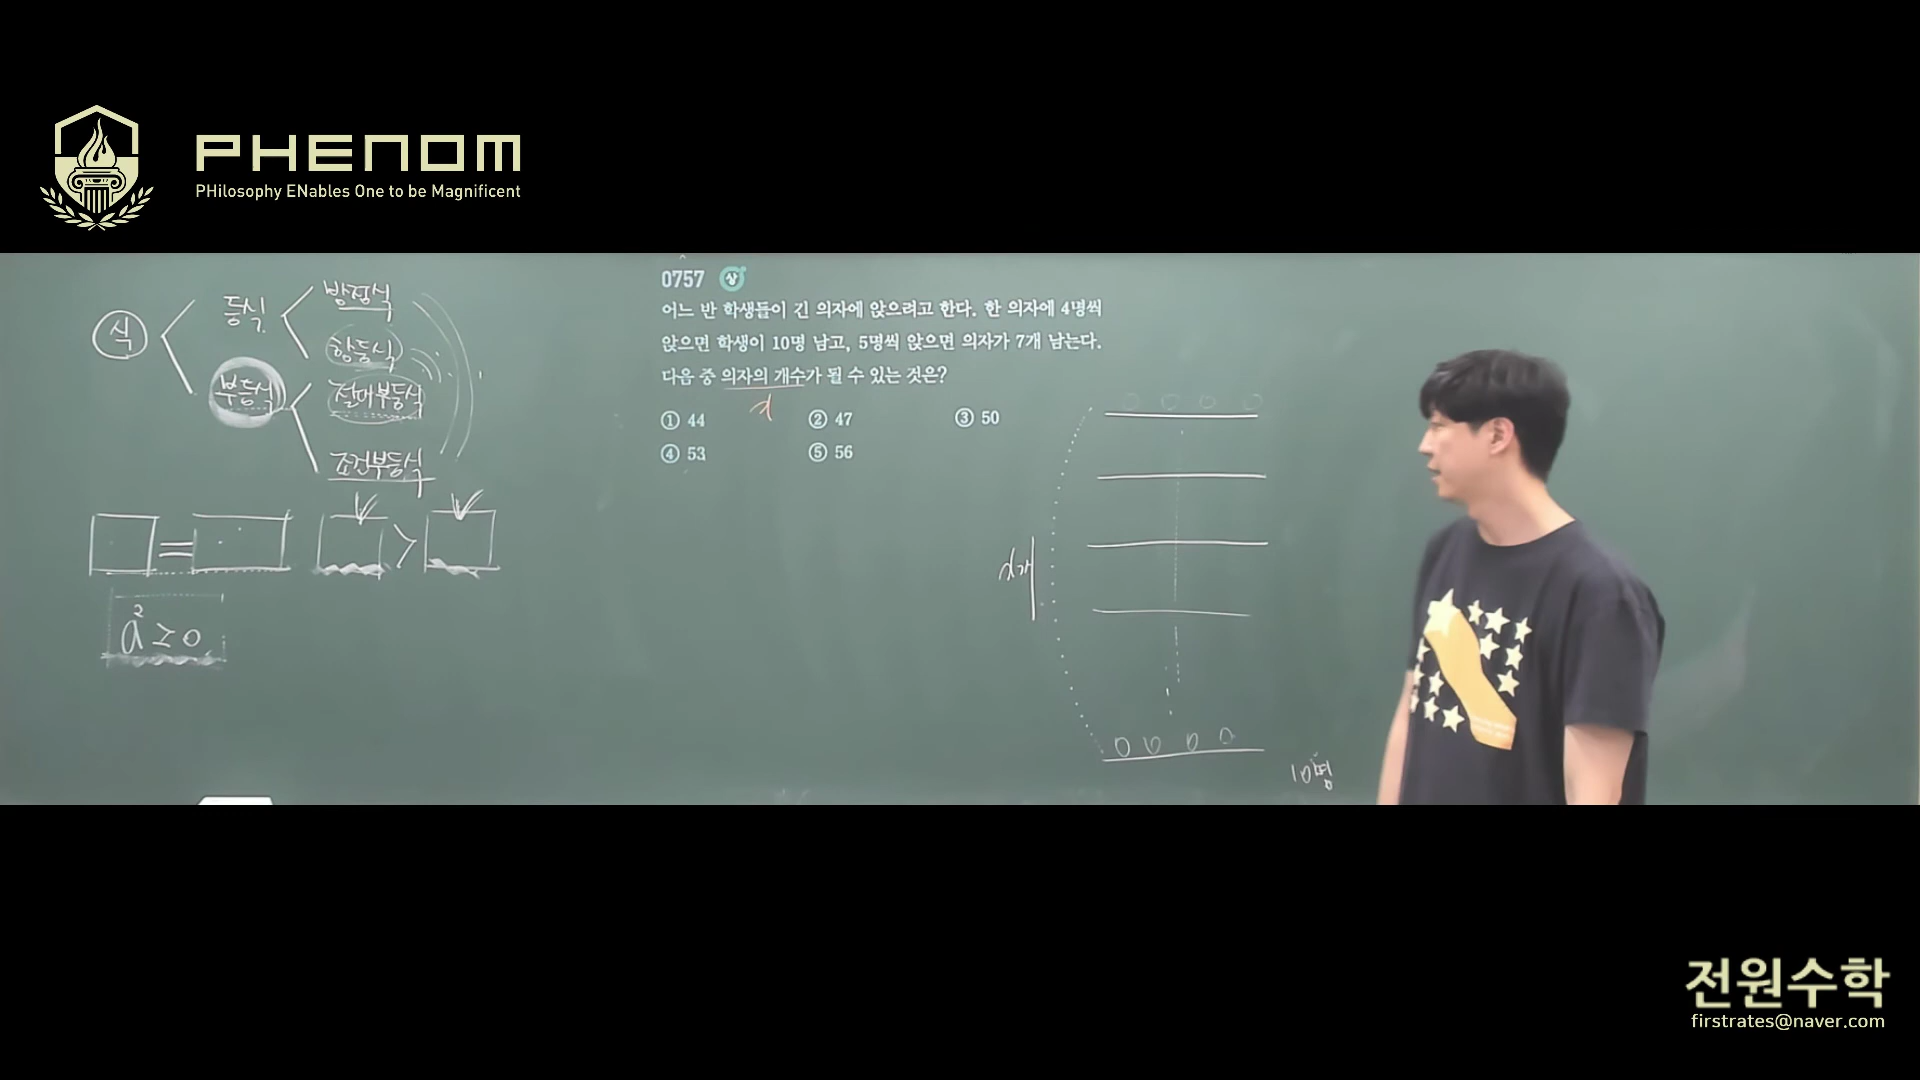 PHENOM
PHilosophy ENables One to be Magnificent
식
등식
방정식
항등식
부등식
절대부등식
조건부등식
=
>
a² ≥ 0
0757 상
어느 반 학생들이 긴 의자에 앉으려고 한다. 한 의자에 4명씩
앉으면 학생이 10명 남고, 5명씩 앉으면 의자가 7개 남는다.
다음 중 의자의 개수가 될 수 있는 것은?
x
① 44 ② 47 ③ 50
④ 53 ⑤ 56
x개
10명
전원수학
firstrates@naver.com